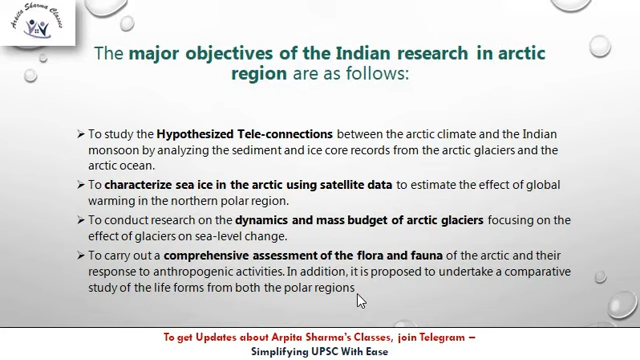 Arpita Sharma Classes
The major objectives of the Indian research in arctic
region are as follows:
➤ To study the Hypothesized Tele-connections between the arctic climate and the Indian
monsoon by analyzing the sediment and ice core records from the arctic glaciers and the
arctic ocean.
➤ To characterize sea ice in the arctic using satellite data to estimate the effect of global
warming in the northern polar region.
➤ To conduct research on the dynamics and mass budget of arctic glaciers focusing on the
effect of glaciers on sea-level change.
➤ To carry out a comprehensive assessment of the flora and fauna of the arctic and their
response to anthropogenic activities. In addition, it is proposed to undertake a comparative
study of the life forms from both the polar regions
To get Updates about Arpita Sharma's Classes, join Telegram –
Simplifying UPSC With Ease